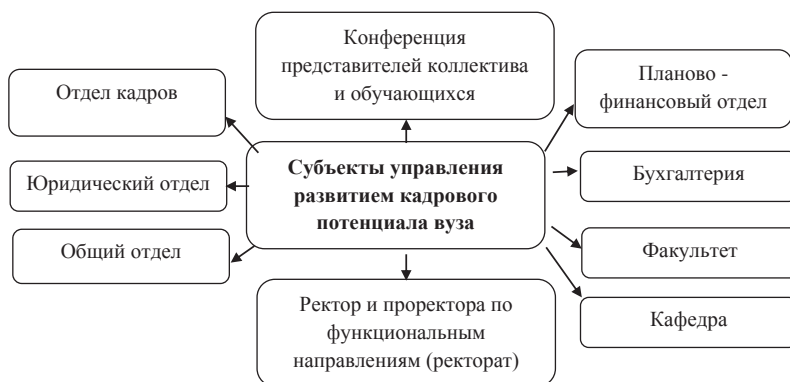 Конференция
представителей коллектива
и обучающихся
Отдел кадров
Планово -
финансовый отдел
Субъекты управления
развитием кадрового
потенциала вуза
Юридический отдел
Бухгалтерия
Общий отдел
Факультет
Ректор и проректора по
функциональным
направлениям (ректорат)
Кафедра